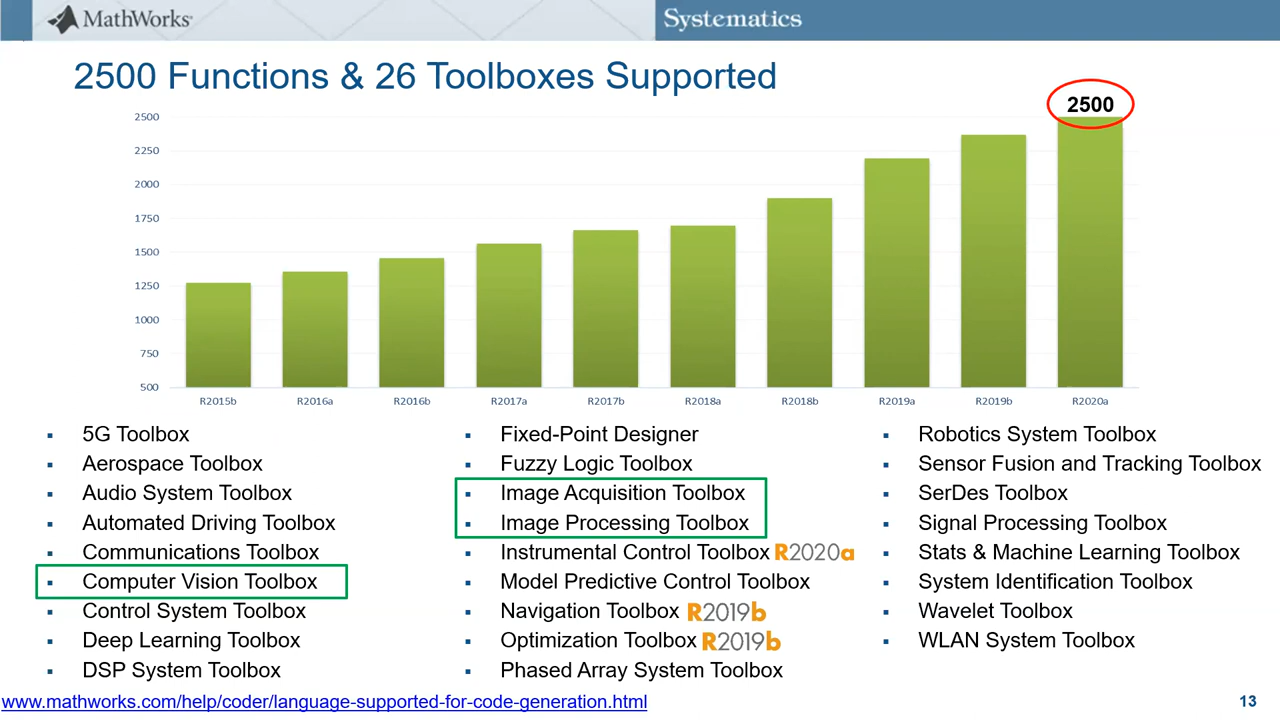 MathWorks
Systematics
2500 Functions & 26 Toolboxes Supported
2500
2500
2250
2000
1750
1500
1250
1000
750
500
R2015b
R2016a
R2016b
R2017a
R2017b
R2018a
R2018b
R2019a
R2019b
R2020a
5G Toolbox
Aerospace Toolbox
Audio System Toolbox
Automated Driving Toolbox
Communications Toolbox
Computer Vision Toolbox
Control System Toolbox
Deep Learning Toolbox
DSP System Toolbox
Fixed-Point Designer
Fuzzy Logic Toolbox
Image Acquisition Toolbox
Image Processing Toolbox
Instrumental Control Toolbox R2020a
Model Predictive Control Toolbox
Navigation Toolbox R2019b
Optimization Toolbox R2019b
Phased Array System Toolbox
Robotics System Toolbox
Sensor Fusion and Tracking Toolbox
SerDes Toolbox
Signal Processing Toolbox
Stats & Machine Learning Toolbox
System Identification Toolbox
Wavelet Toolbox
WLAN System Toolbox
www.mathworks.com/help/coder/language-supported-for-code-generation.html
13